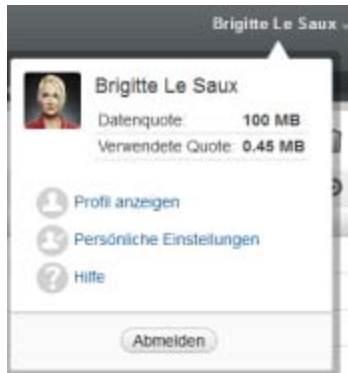 Brigitte Le Saux
Brigitte Le Saux
Datenquote: 100 MB
Verwendete Quote: 0.45 MB
Profil anzeigen
Persönliche Einstellungen
Hilfe
Abmelden